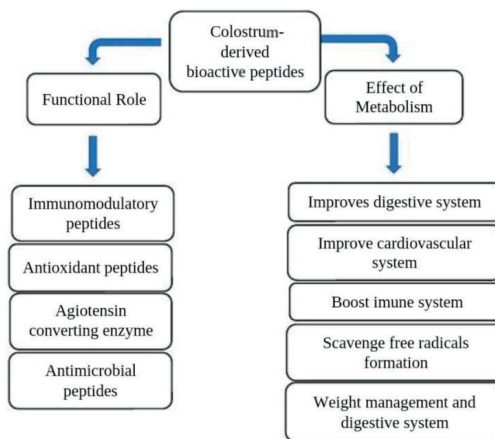 Colostrum-
derived
bioactive peptides
Functional Role
Effect of
Metabolism
Immunomodulatory
peptides
Antioxidant peptides
Agiotensin
converting enzyme
Antimicrobial
peptides
Improves digestive system
Improve cardiovascular
system
Boost imune system
Scavenge free radicals
formation
Weight management and
digestive system